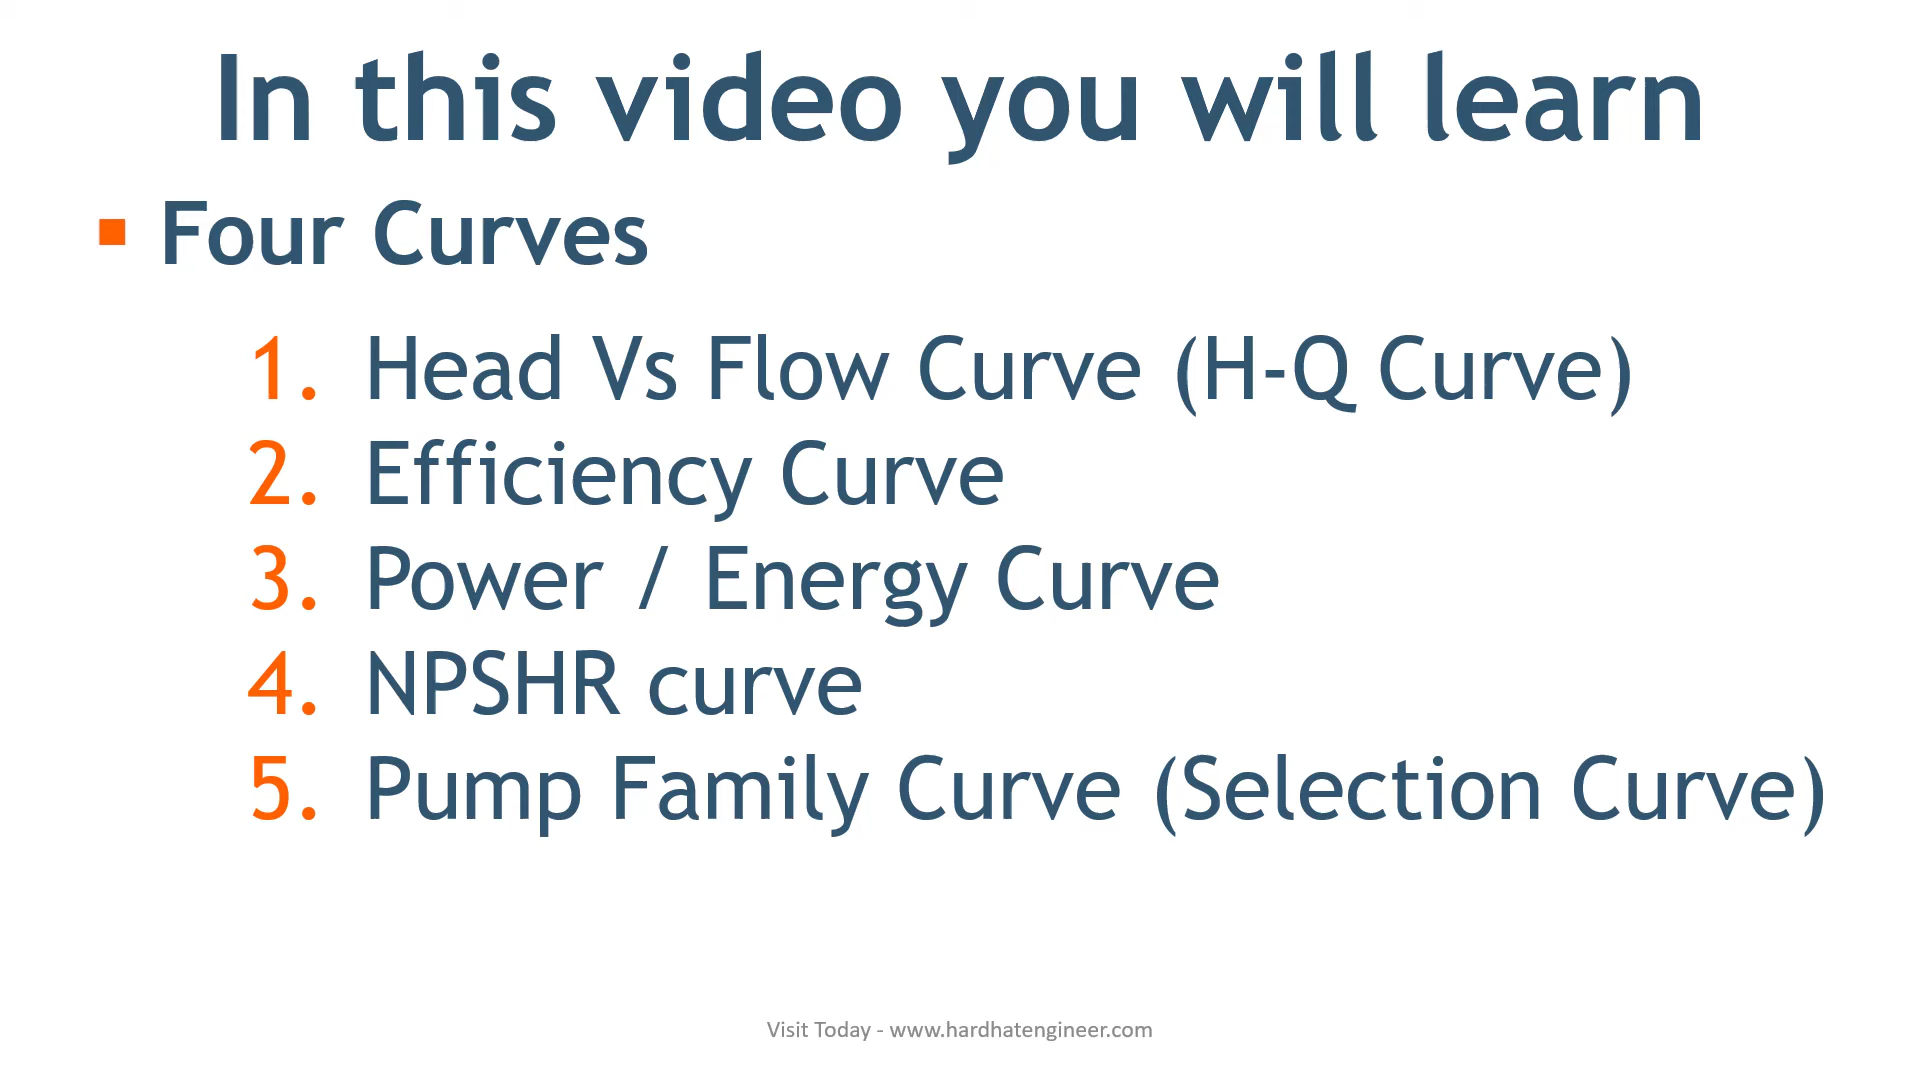 In this video you will learn
▪ Four Curves
1. Head Vs Flow Curve (H-Q Curve)
2. Efficiency Curve
3. Power / Energy Curve
4. NPSHR curve
5. Pump Family Curve (Selection Curve)
Visit Today - www.hardhatengineer.com